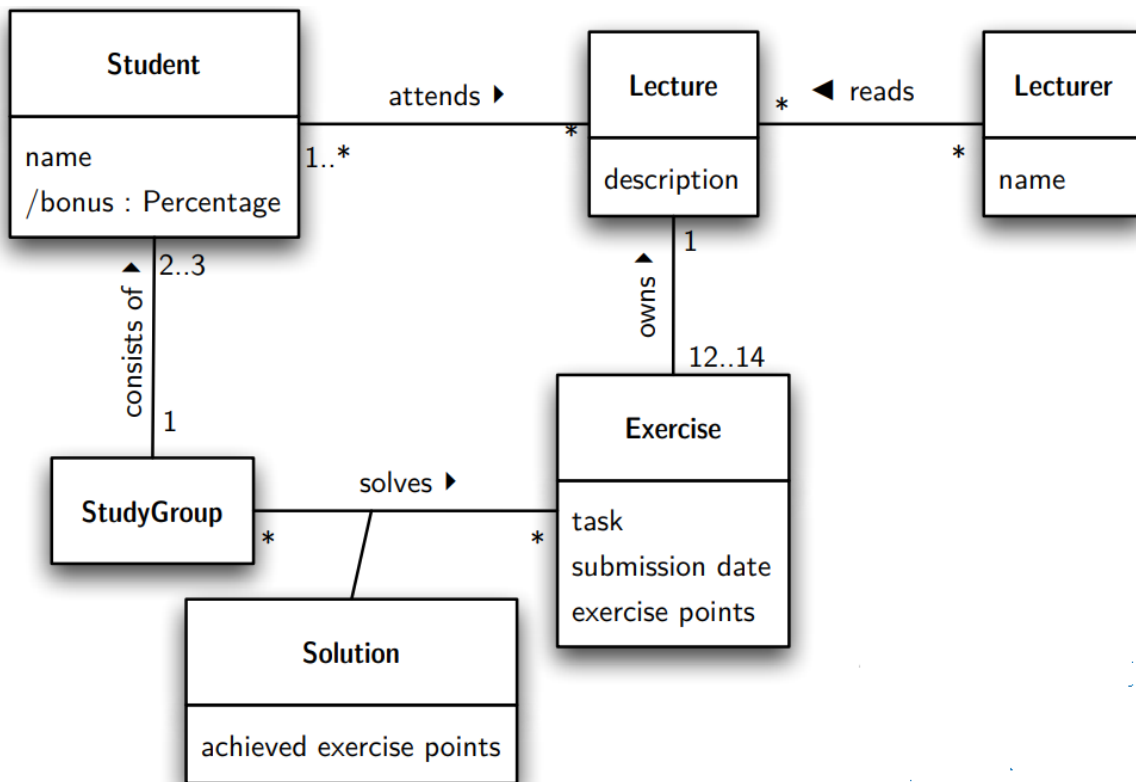 Student
name
/bonus : Percentage
attends
1..*
*
Lecture
description
*
reads
*
Lecturer
name
consists of
2..3
1
owns
1
12..14
StudyGroup
solves
*
*
Exercise
task
submission date
exercise points
Solution
achieved exercise points